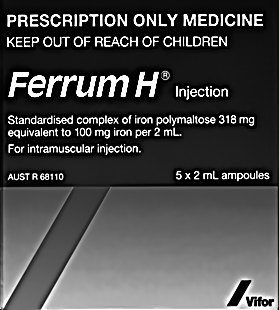 PRESCRIPTION ONLY MEDICINE
KEEP OUT OF REACH OF CHILDREN
Ferrum H® Injection
Standardised complex of iron polymaltose 318 mg
equivalent to 100 mg iron per 2 mL.
For intramuscular injection.
AUST R 68110 5 x 2 mL ampoules
Vifor